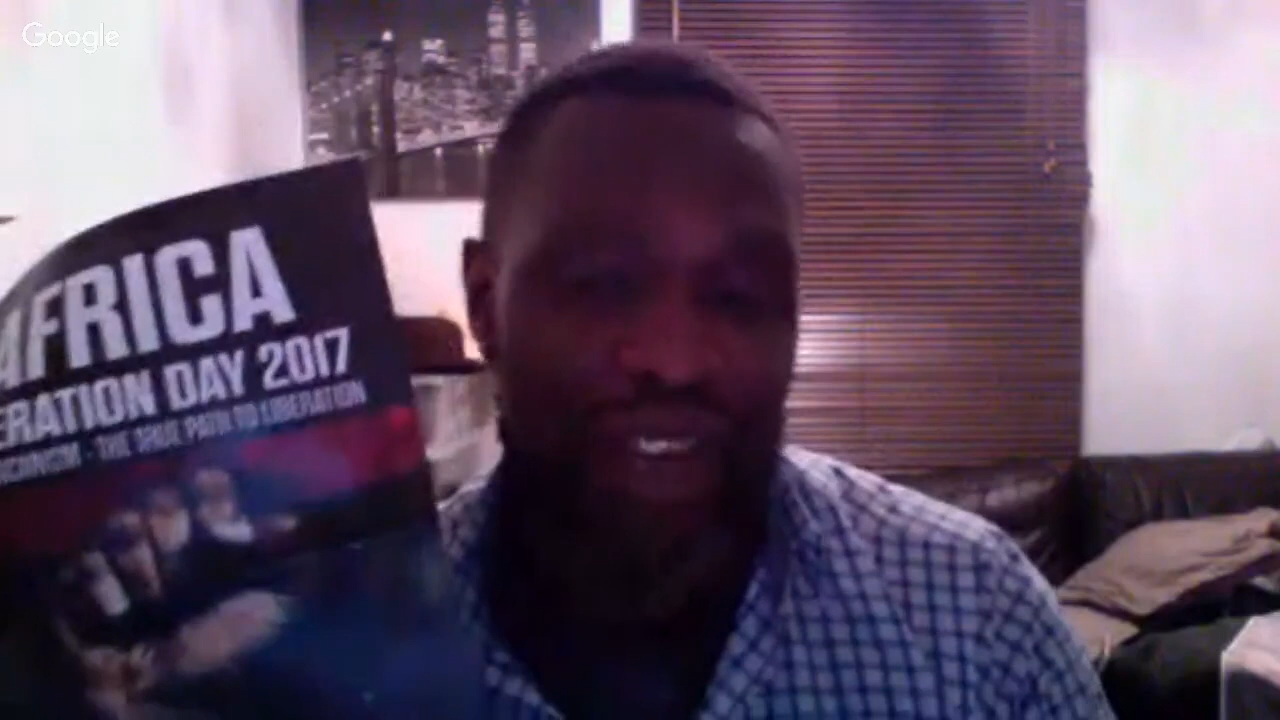 Google
AFRICA
ERATION DAY 2017
- THE TRUE PATH TO LIBERATION